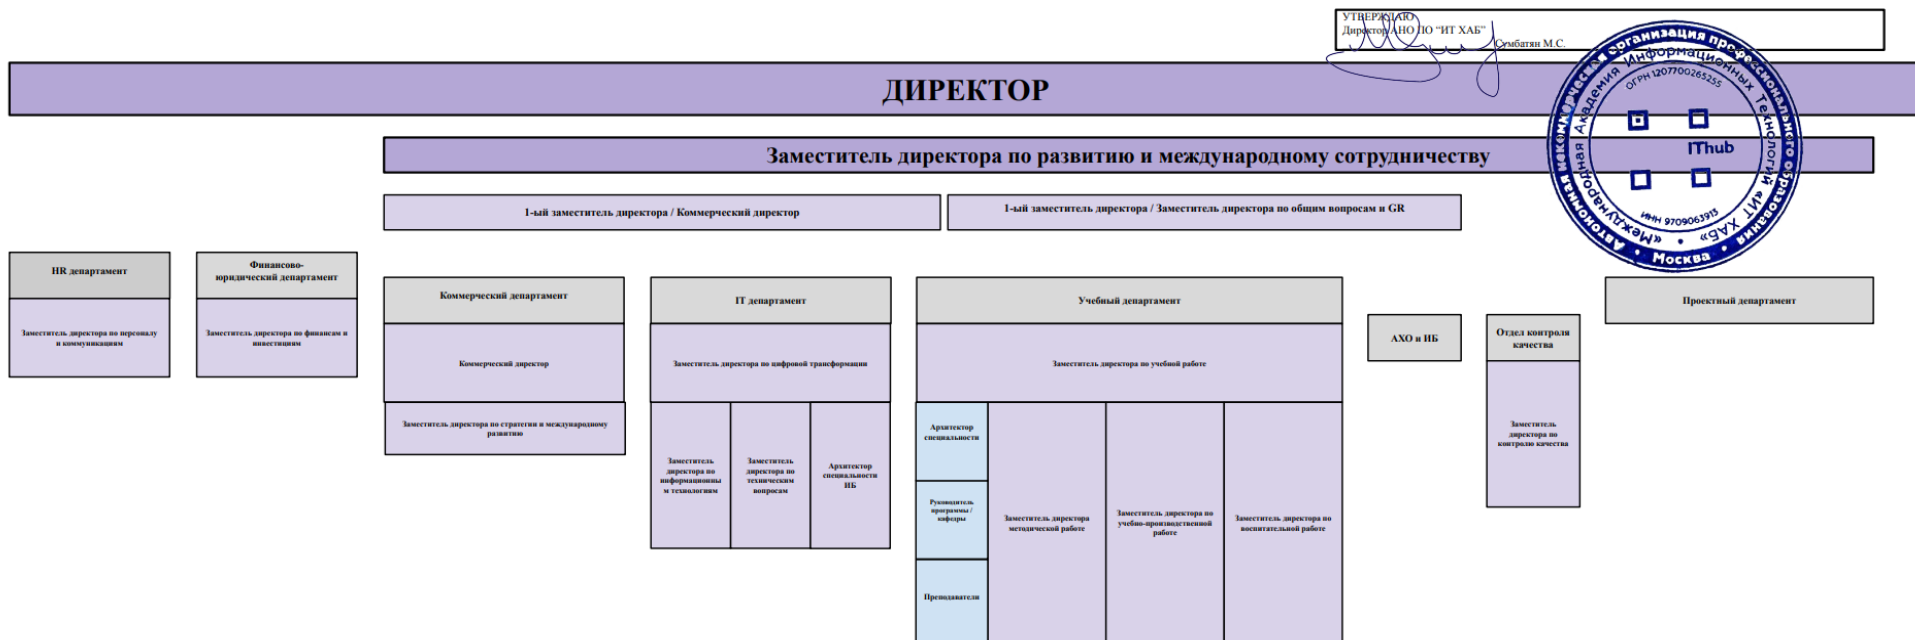 УТВЕРЖДАЮ
Директор АНО ПО “ИТ ХАБ”
Сумбатян М.С.
ДИРЕКТОР
Заместитель директора по развитию и международному сотрудничеству
1-ый заместитель директора / Коммерческий директор
1-ый заместитель директора / Заместитель директора по общим вопросам и GR
Автономная некоммерческая организация профессионального образования • Москва •
«Международная Академия Информационных Технологий «ИТ ХАБ» •
ОГРН 1207700265255
IThub
ИНН 9709063913
HR департамент
Заместитель директора по персоналу
и коммуникациям
Финансово-
юридический департамент
Заместитель директора по финансам и
инвестициям
Коммерческий департамент
Коммерческий директор
Заместитель директора по стратегии и международному
развитию
IT департамент
Заместитель директора по цифровой трансформации
Заместитель
директора по
информационны
м технологиям
Заместитель
директора по
техническим
вопросам
Архитектор
специальности
ИБ
Учебный департамент
Заместитель директора по учебной работе
Архитектор
специальности
Руководитель
программы /
кафедры
Преподаватели
Заместитель директора
методической работе
Заместитель директора по
учебно-производственной
работе
Заместитель директора по
воспитательной работе
АХО и ИБ
Отдел контроля
качества
Заместитель
директора по
контролю качества
Проектный департамент